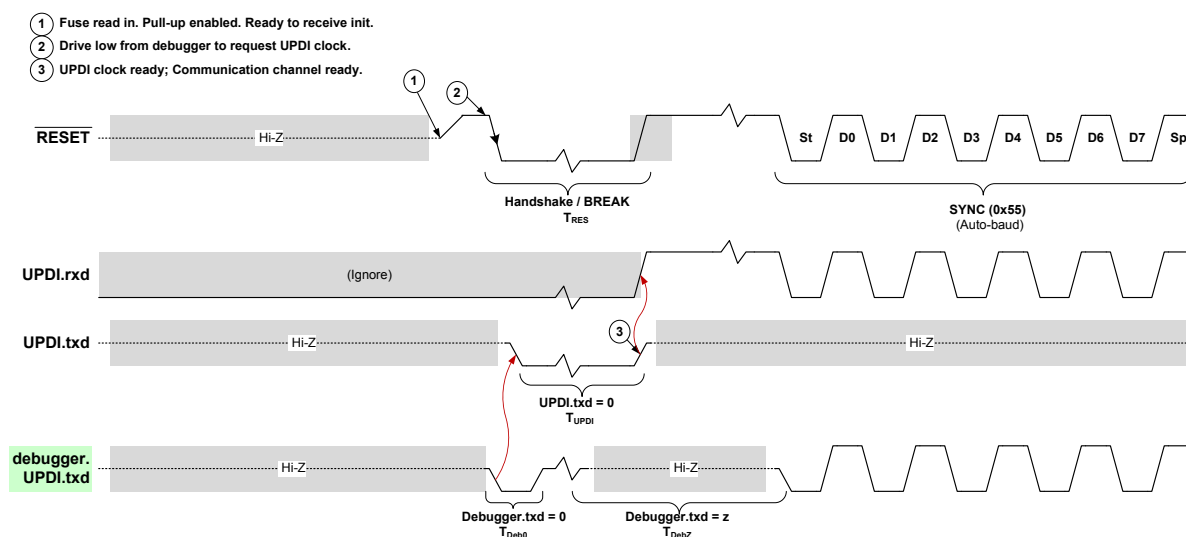 1 Fuse read in. Pull-up enabled. Ready to receive init.
2 Drive low from debugger to request UPDI clock.
3 UPDI clock ready; Communication channel ready.
1
2
RESET
Hi-Z
St D0 D1 D2 D3 D4 D5 D6 D7 Sp
Handshake / BREAK
TRES
SYNC (0x55)
(Auto-baud)
UPDI.rxd
(Ignore)
UPDI.txd
Hi-Z
3
Hi-Z
UPDI.txd = 0
TUPDI
debugger.
UPDI.txd
Hi-Z
Hi-Z
Debugger.txd = 0
TDeb0
Debugger.txd = z
TDebZ